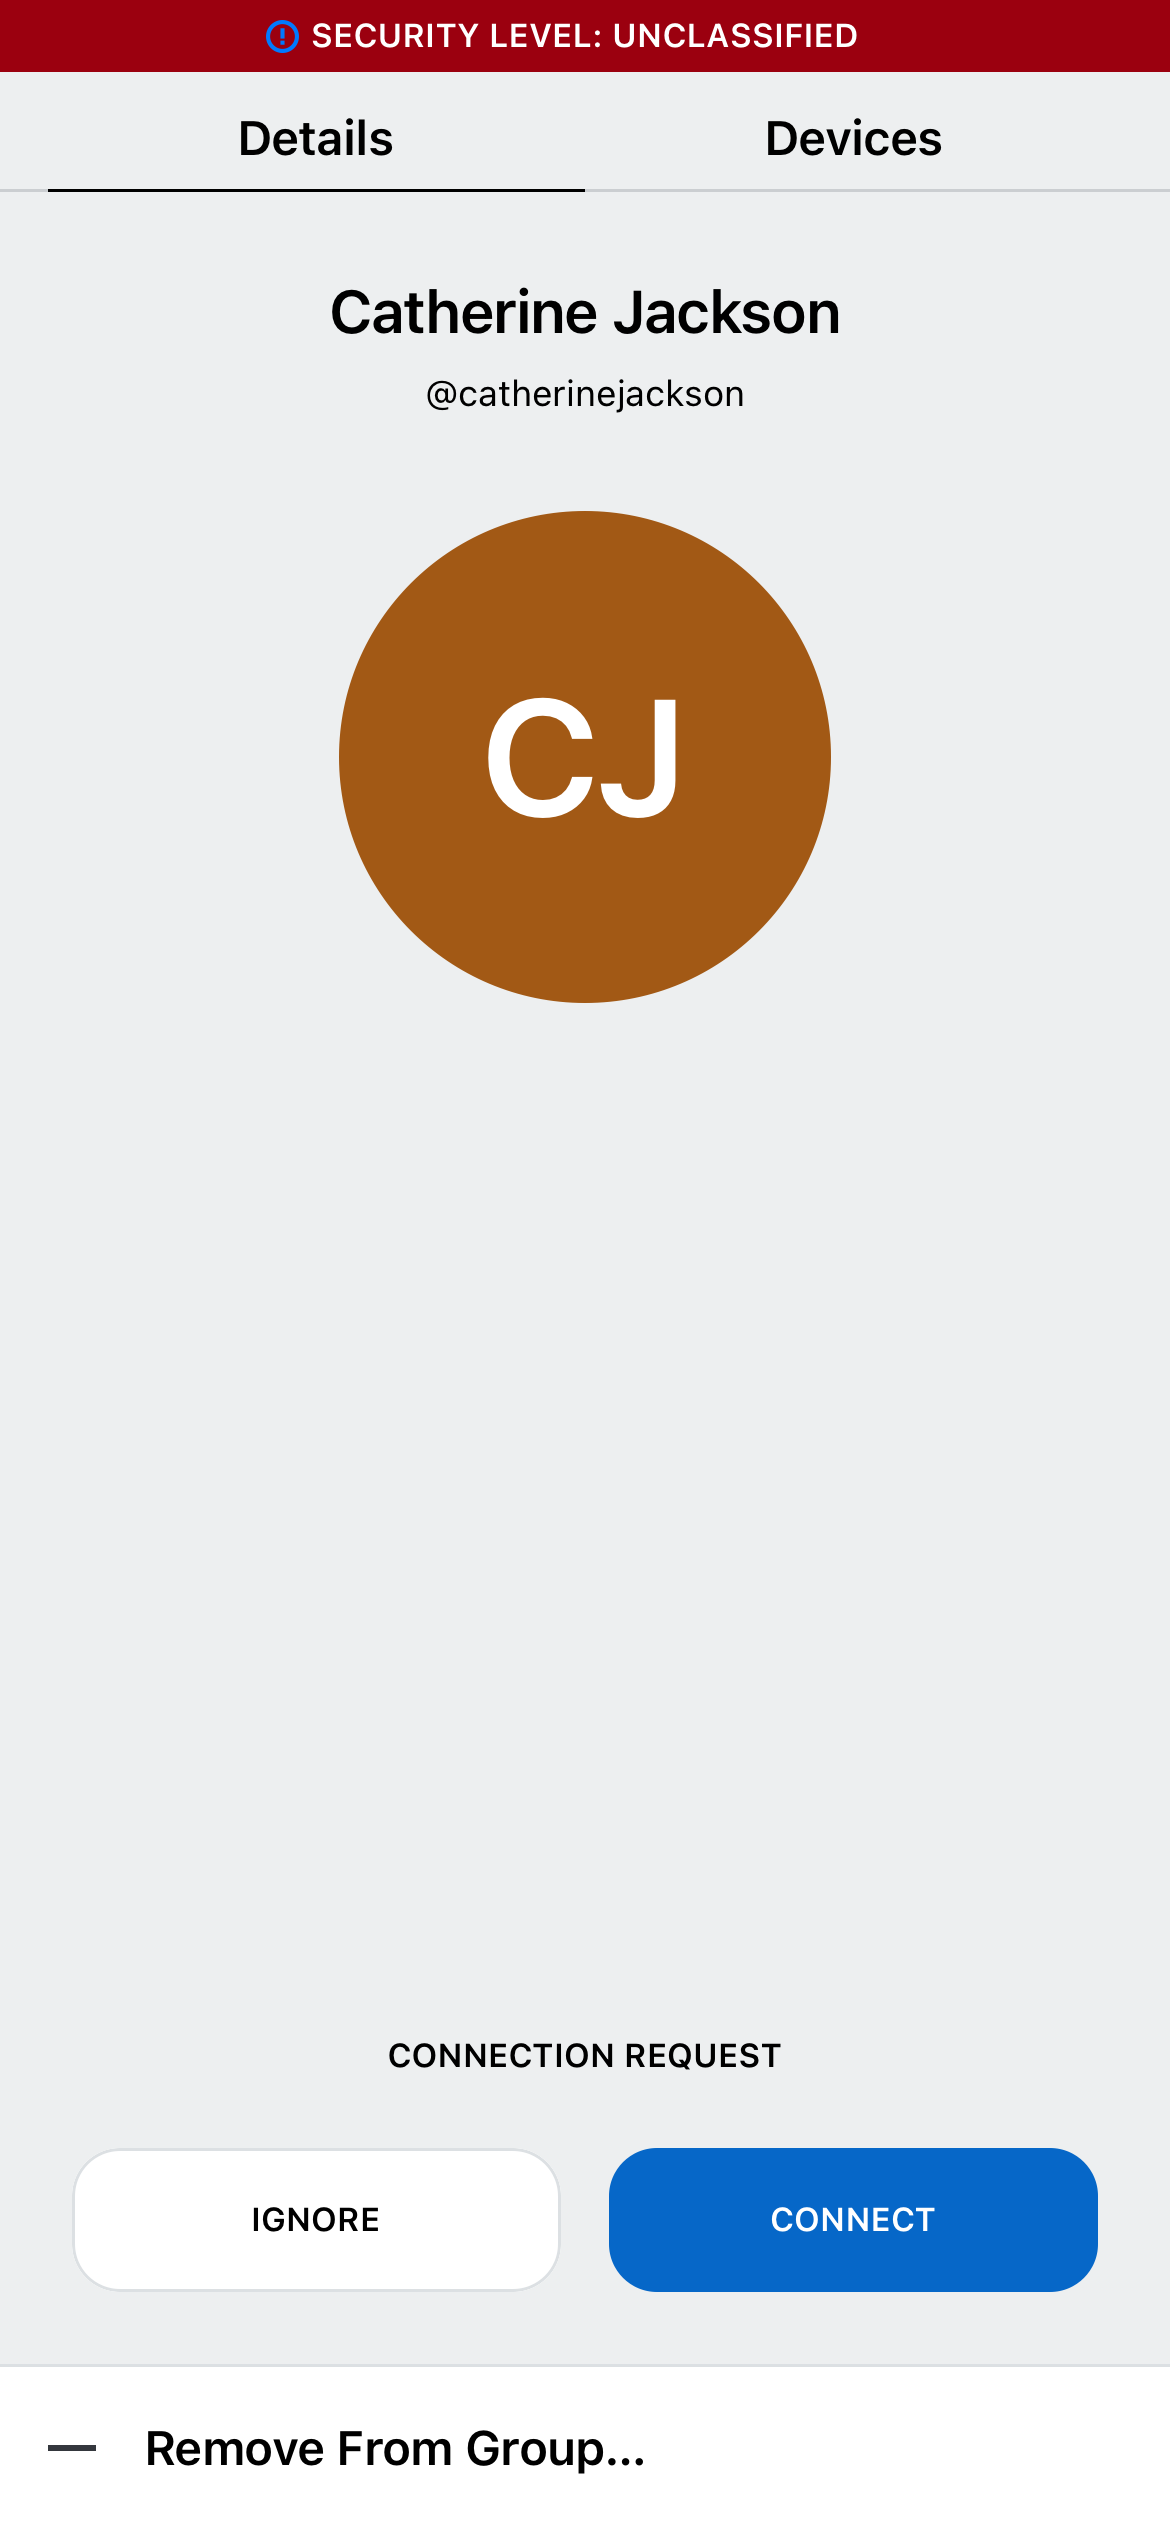 SECURITY LEVEL: UNCLASSIFIED
Details Devices
Catherine Jackson
@catherinejackson
CJ
CONNECTION REQUEST
IGNORE CONNECT
Remove From Group...